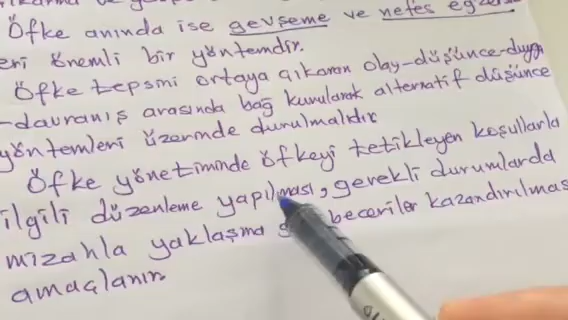 Öfke anında ise gevşeme ve nefes egzersiz
eri önemli bir yöntemdir.
Öfke tepsini ortaya çıkaran olay-düşünce-duygu
-davranış arasında bağ kurularak alternatif düşünce
yöntemleri üzerinde durulmalıdır
Öfke yönetiminde öfkeyi tetikleyen koşullarla
ilgili düzenleme yapılması, gerekli durumlarda
mizahla yaklaşma beceriler kazandırılmas
amaçlanır.